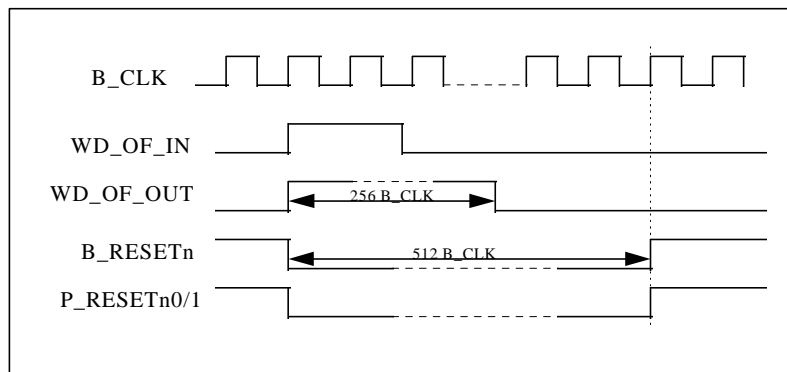 B_CLK
WD_OF_IN
WD_OF_OUT
256 B_CLK
B_RESETn
512 B_CLK
P_RESETn0/1